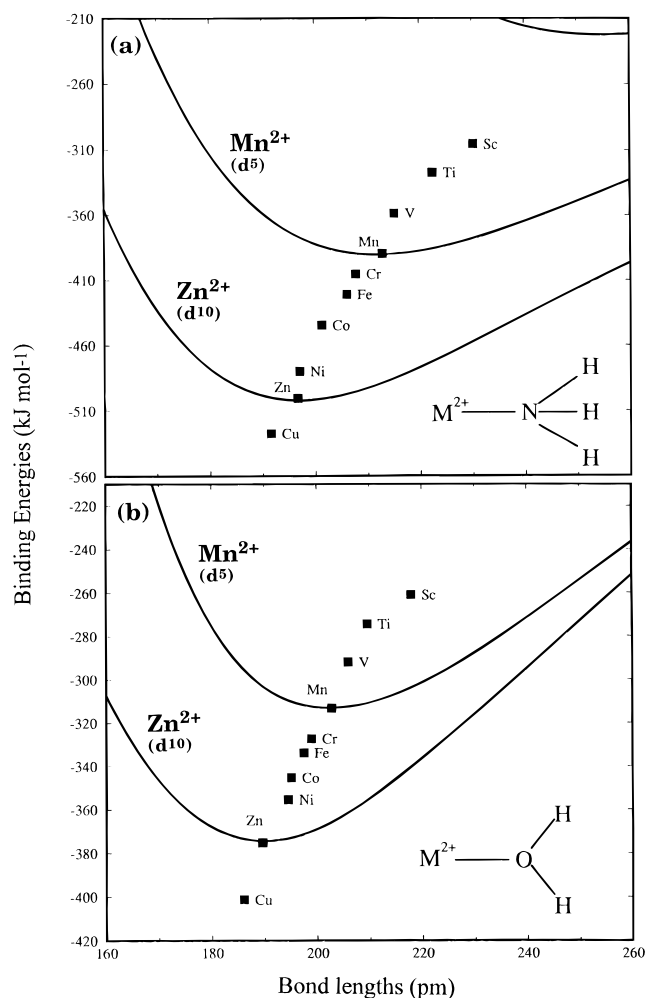 Binding Energies (kJ mol-1)
-210
-260
-310
-360
-410
-460
-510
-560
(a)
Mn2+
(d5)
Zn2+
(d10)
Sc
Ti
V
Mn
Cr
Fe
Co
Ni
Zn
Cu
M2+
N
H
H
H
-220
-240
-260
-280
-300
-320
-340
-360
-380
-400
-420
(b)
Mn2+
(d5)
Zn2+
(d10)
Sc
Ti
V
Mn
Cr
Fe
Co
Ni
Zn
Cu
M2+
O
H
H
160
180
200
220
240
260
Bond lengths (pm)